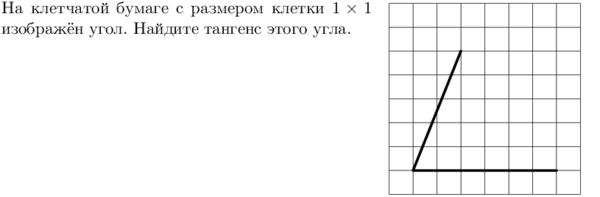 На клетчатой бумаге с размером клетки 1 × 1
изображён угол. Найдите тангенс этого угла.